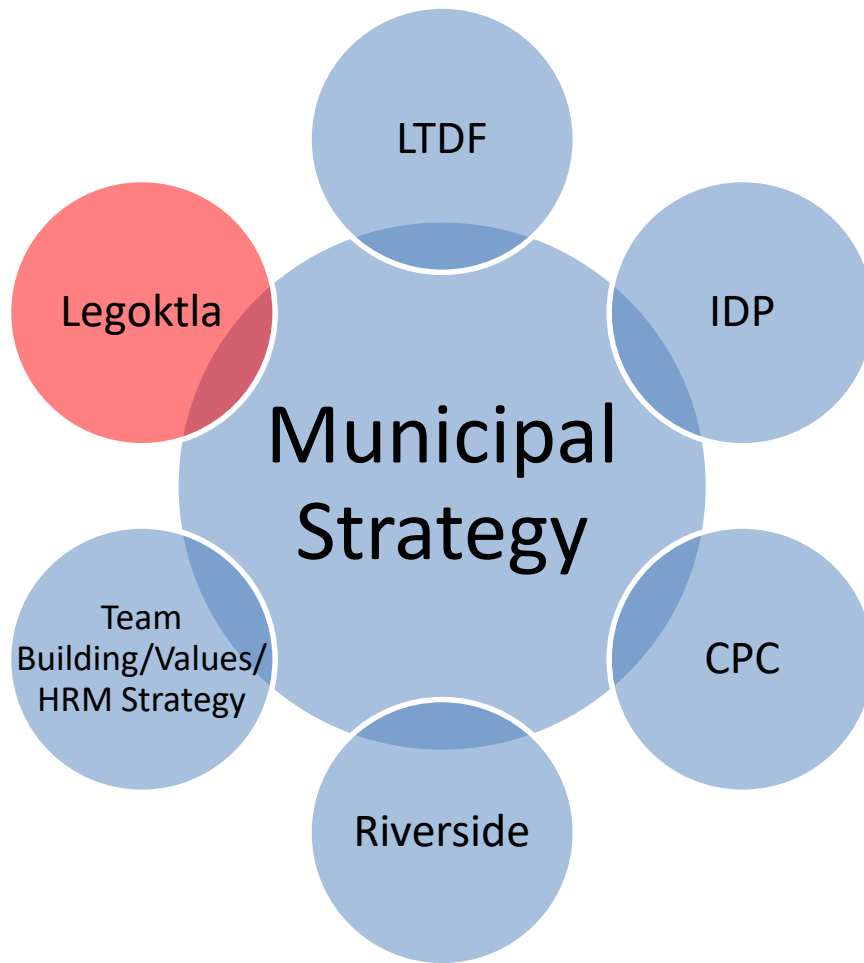 LTDF
IDP
CPC
Riverside
Team
Building/Values/
HRM Strategy
Legoktla
Municipal
Strategy